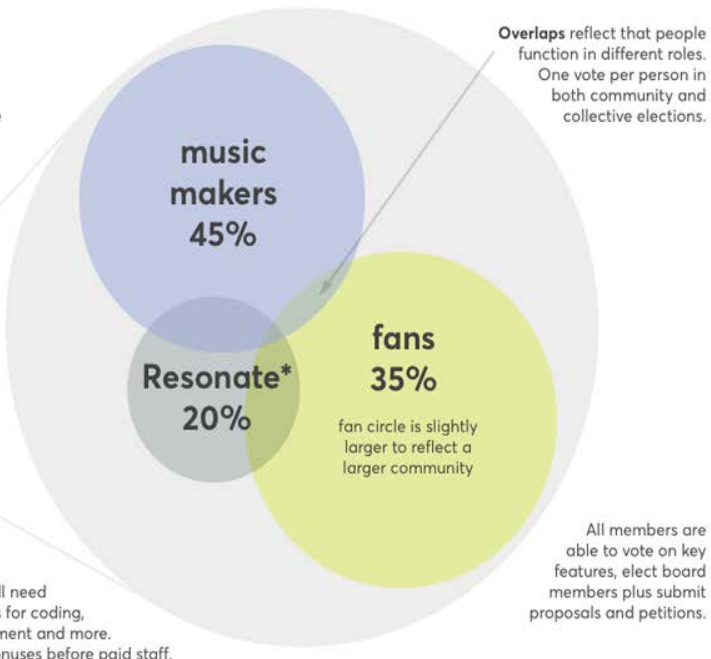 Overlaps reflect that people
function in different roles.
One vote per person in
both community and
collective elections.
music
makers
45%
fans
35%
fan circle is slightly
larger to reflect a
larger community
Resonate*
20%
All members are
able to vote on key
features, elect board
members plus submit
proposals and petitions.
need
for coding,
and more.
before paid staff.